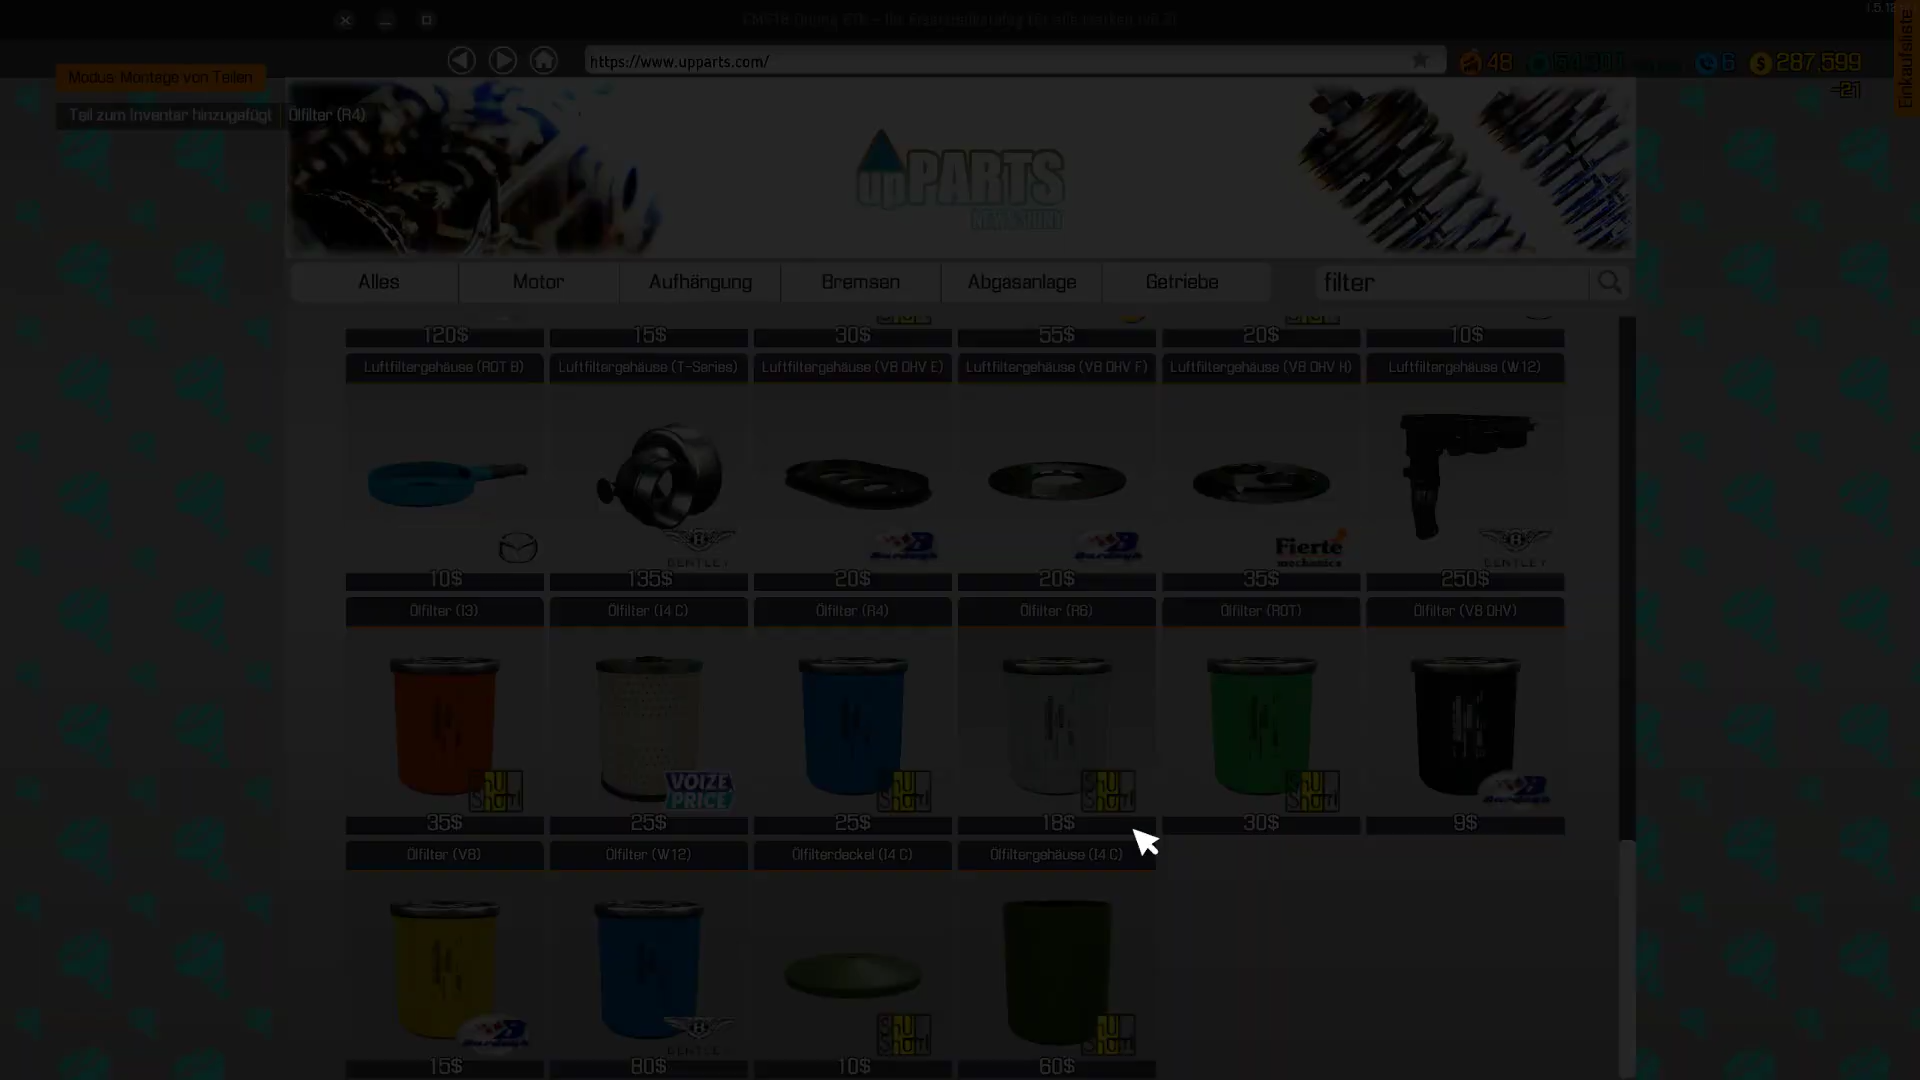 https://www.upparts.com/
48
6
287,599
-21
Einkaufsliste
Modus: Montage von Teilen
Teil zum Inventar hinzugefügt
Ölfilter (R4)
upPARTS
Alles
Motor
Aufhängung
Bremsen
Abgasanlage
Getriebe
filter
120$
15$
30$
55$
20$
10$
Luftfiltergehäuse (ROT B)
Luftfiltergehäuse (T-Series)
Luftfiltergehäuse (V8 OHV E)
Luftfiltergehäuse (V8 OHV F)
Luftfiltergehäuse (V8 OHV H)
Luftfiltergehäuse (W12)
BENTLEY
Fierte
mechanics
BENTLEY
10$
135$
20$
20$
35$
250$
Ölfilter (I3)
Ölfilter (I4 C)
Ölfilter (R4)
Ölfilter (R6)
Ölfilter (ROT)
Ölfilter (V8 OHV)
VOIZE
PRICE
35$
25$
25$
18$
30$
9$
Ölfilter (V8)
Ölfilter (W12)
Ölfilterdeckel (I4 C)
Ölfiltergehäuse (I4 C)
BENTLEY
15$
80$
10$
60$